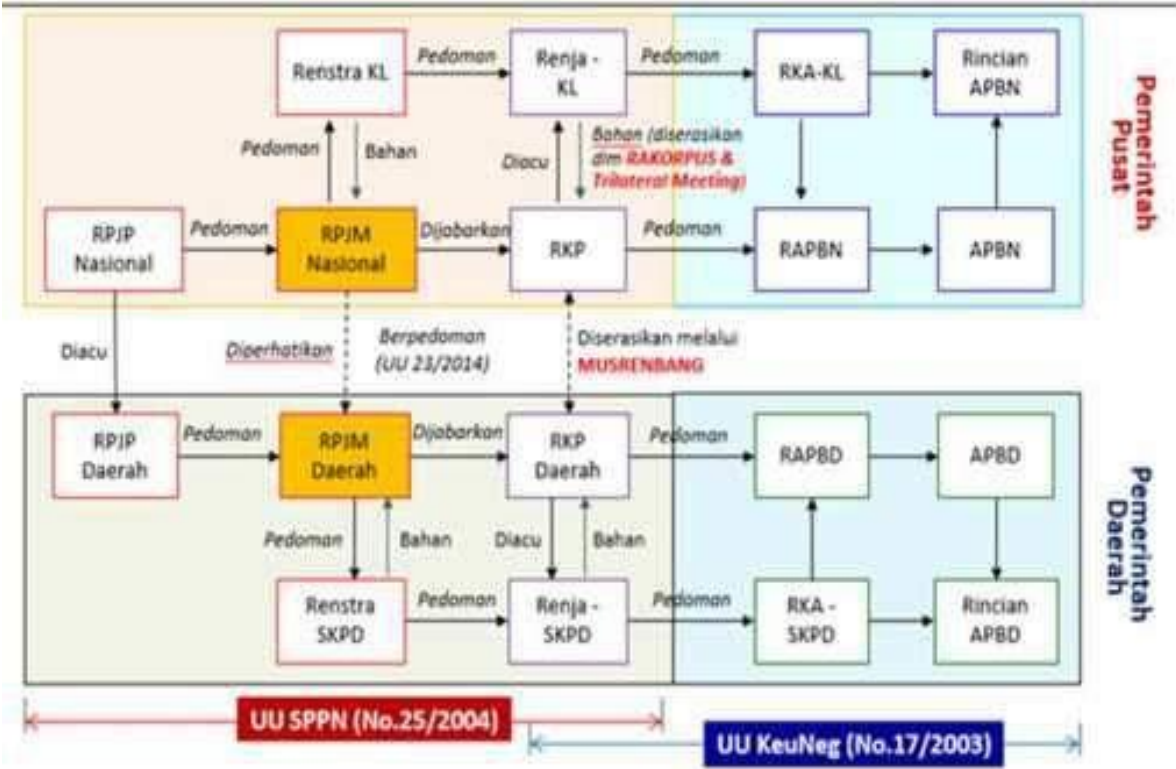 Renstra KL
Pedoman
Renja -
KL
Pedoman
RKA-KL
Rincian
APBN
Pedoman
Bahan
Diacu
Bahan (diserasikan
dlm RAKORPUS &
Trilateral Meeting)
RPJP
Nasional
Pedoman
RPJM
Nasional
Dijabarkan
RKP
Pedoman
RAPBN
APBN
Pemerintah
Pusat
Diacu
Diperhatikan
Berpedoman
(UU 23/2014)
Diserasikan melalui
MUSRENBANG
RPJP
Daerah
Pedoman
RPJM
Daerah
Dijabarkan
RKP
Daerah
Pedoman
RAPBD
APBD
Pedoman
Bahan
Diacu
Bahan
Renstra
SKPD
Pedoman
Renja -
SKPD
Pedoman
RKA -
SKPD
Rincian
APBD
Pemerintah
Daerah
UU SPPN (No.25/2004)
UU KeuNeg (No.17/2003)